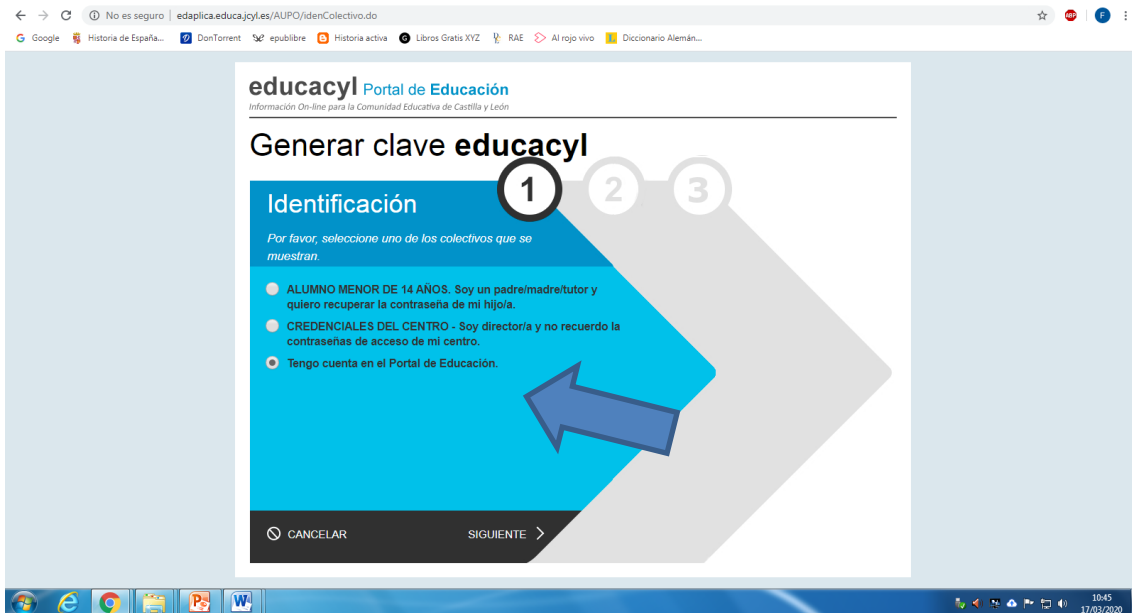 No es seguro | edaplica.educa.jcyl.es/AUPO/idenColectivo.do
ABP
F
Google Historia de España... DonTorrent epublibre Historia activa Libros Gratis XYZ RAE Al rojo vivo Diccionario Alemán...
educacyl Portal de Educación
Información On-line para la Comunidad Educativa de Castilla y León
Generar clave educacyl
1 2 3
Identificación
Por favor, seleccione uno de los colectivos que se
muestran.
ALUMNO MENOR DE 14 AÑOS. Soy un padre/madre/tutor y
quiero recuperar la contraseña de mi hijo/a.
CREDENCIALES DEL CENTRO - Soy director/a y no recuerdo la
contraseñas de acceso de mi centro.
Tengo cuenta en el Portal de Educación.
CANCELAR SIGUIENTE
10:45
17/03/2020